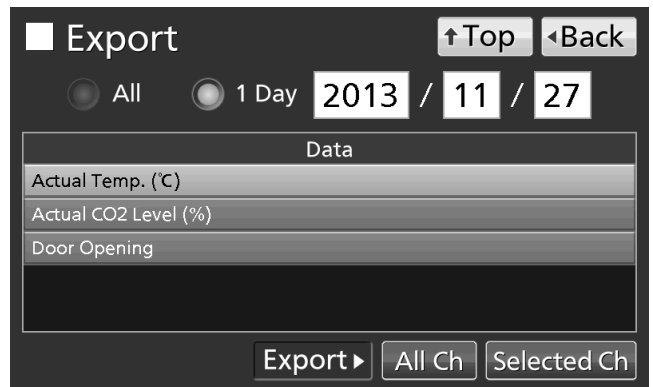 Export ↑Top ◂Back
All 1 Day 2013 / 11 / 27
Data
Actual Temp. (℃)
Actual CO2 Level (%)
Door Opening
Export▸ All Ch Selected Ch